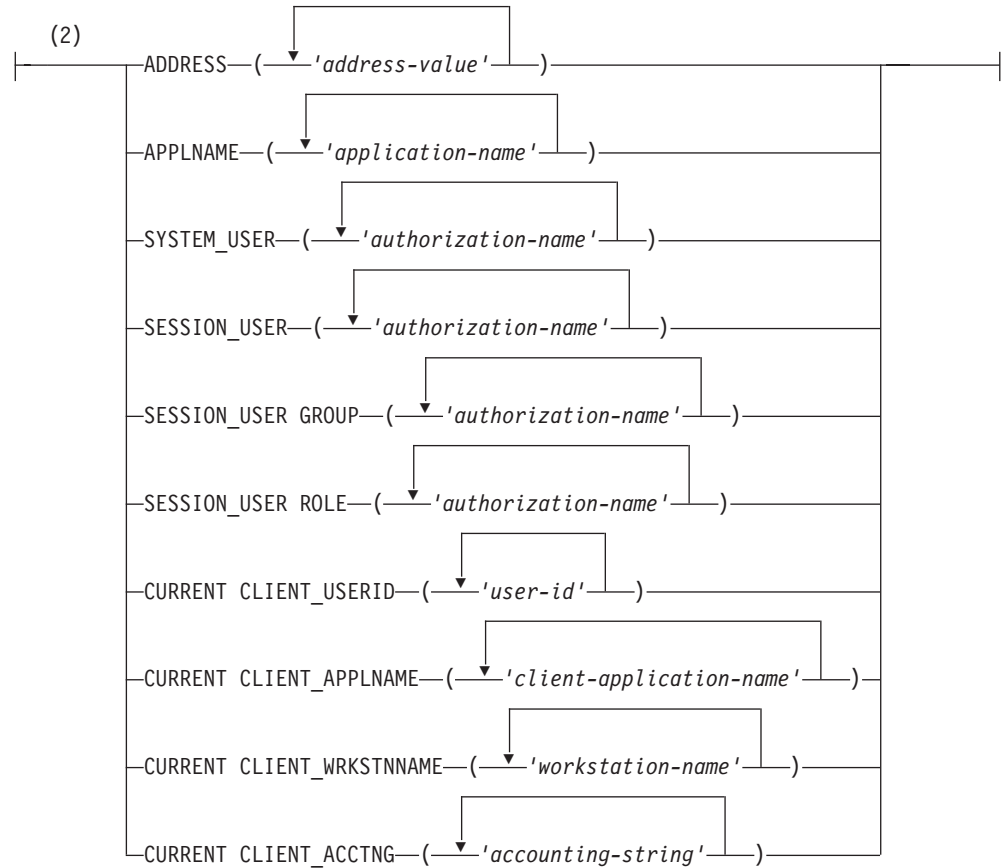 (2)
ADDRESS ( 'address-value' )
APPLNAME ( 'application-name' )
SYSTEM_USER ( 'authorization-name' )
SESSION_USER ( 'authorization-name' )
SESSION_USER GROUP ( 'authorization-name' )
SESSION_USER ROLE ( 'authorization-name' )
CURRENT CLIENT_USERID ( 'user-id' )
CURRENT CLIENT_APPLNAME ( 'client-application-name' )
CURRENT CLIENT_WRKSTNNAME ( 'workstation-name' )
CURRENT CLIENT_ACCTNG ( 'accounting-string' )